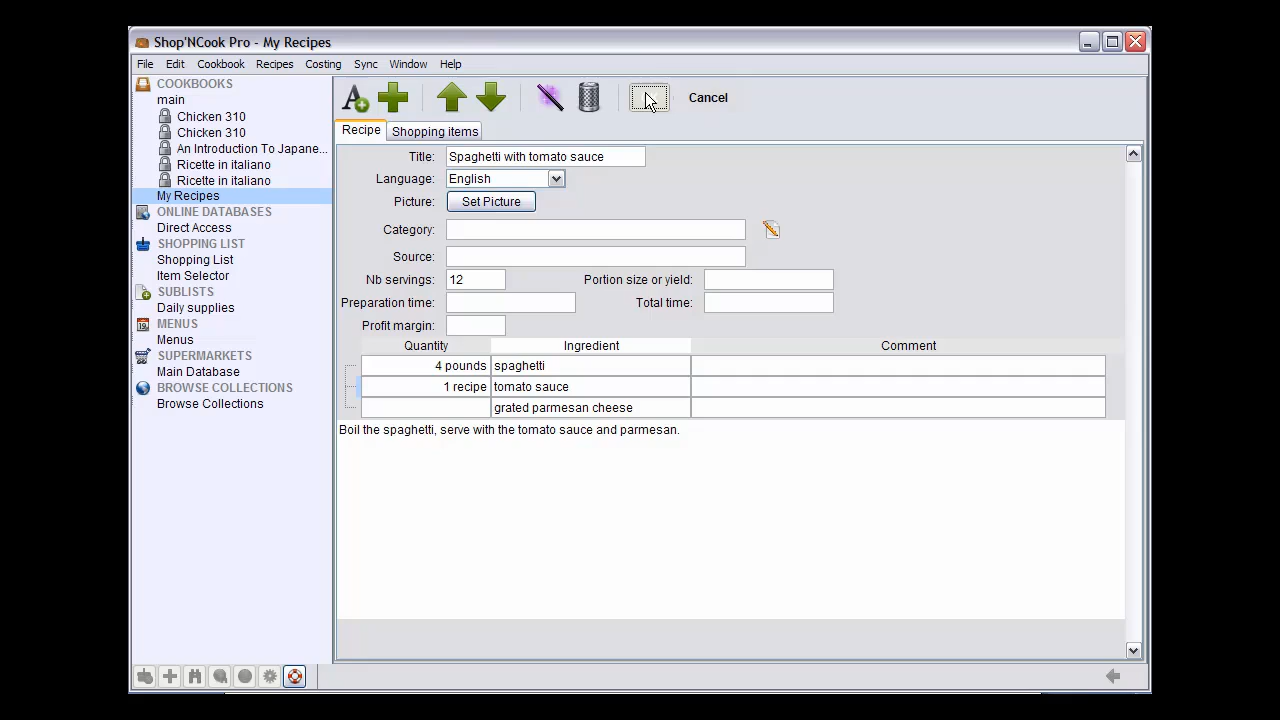 Shop'NCook Pro - My Recipes
File Edit Cookbook Recipes Costing Sync Window Help
COOKBOOKS
main
Chicken 310
Chicken 310
An Introduction To Japane...
Ricette in italiano
Ricette in italiano
My Recipes
ONLINE DATABASES
Direct Access
SHOPPING LIST
Shopping List
Item Selector
SUBLISTS
Daily supplies
MENUS
Menus
SUPERMARKETS
Main Database
BROWSE COLLECTIONS
Browse Collections
Cancel
Recipe Shopping items
Title: Spaghetti with tomato sauce
Language: English
Picture: Set Picture
Category:
Source:
Nb servings: 12 Portion size or yield:
Preparation time: Total time:
Profit margin:
Quantity Ingredient Comment
4 pounds spaghetti
1 recipe tomato sauce
grated parmesan cheese
Boil the spaghetti, serve with the tomato sauce and parmesan.